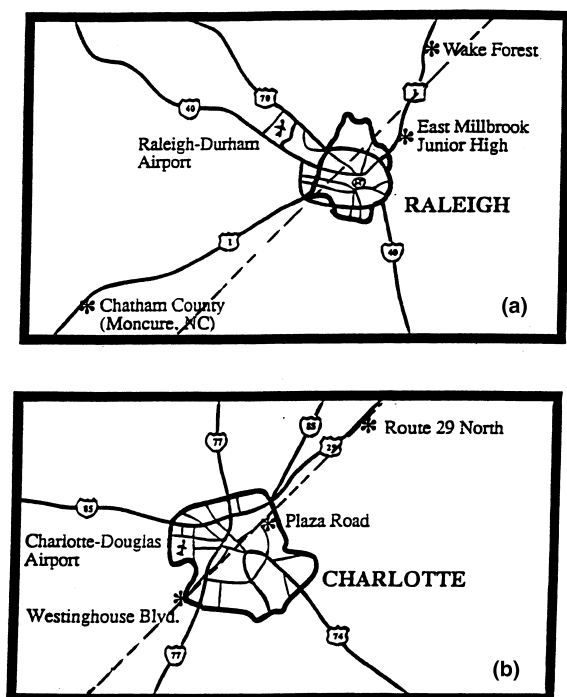 Wake Forest
1
70
40
East Millbrook
Junior High
Raleigh-Durham
Airport
RALEIGH
1
40
Chatham County
(Moncure, NC)
(a)
Route 29 North
85
77
29
85
Plaza Road
Charlotte-Douglas
Airport
CHARLOTTE
Westinghouse Blvd.
74
77
(b)